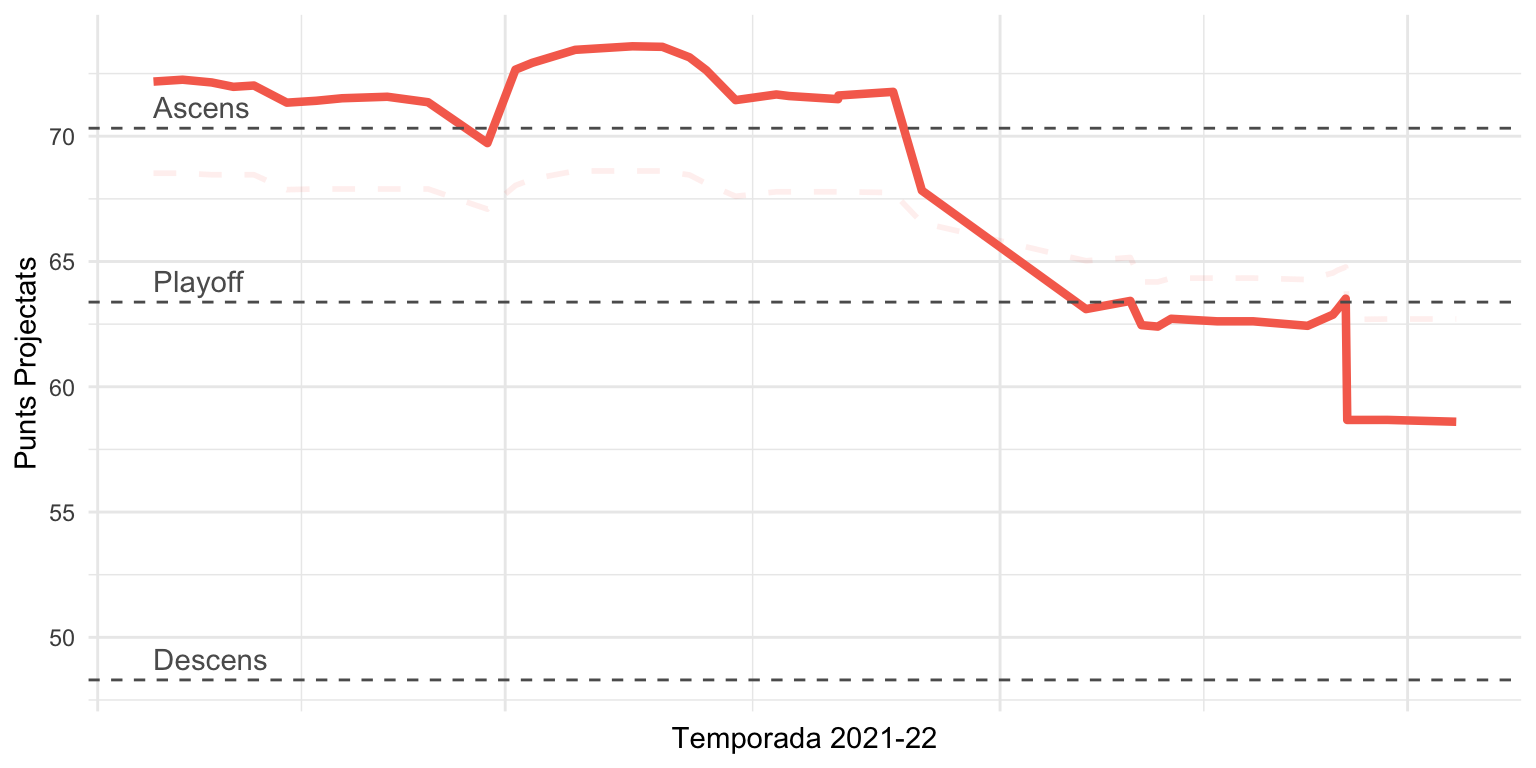 Ascens
70
65
Playoff
60
55
50
Descens
Punts Projectats
Temporada 2021-22